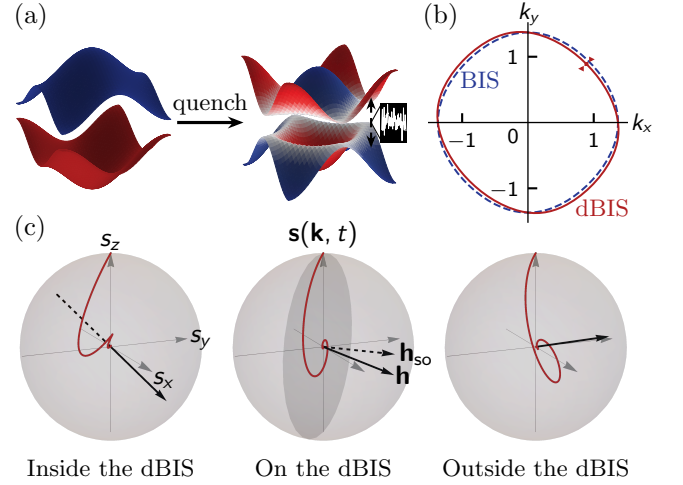 (a)
quench
(b)
k_y
1
BIS
k_x
−1
0
1
−1
dBIS
(c)
s_z
s_y
s_x
Inside the dBIS
s(k, t)
h_so
h
On the dBIS
Outside the dBIS